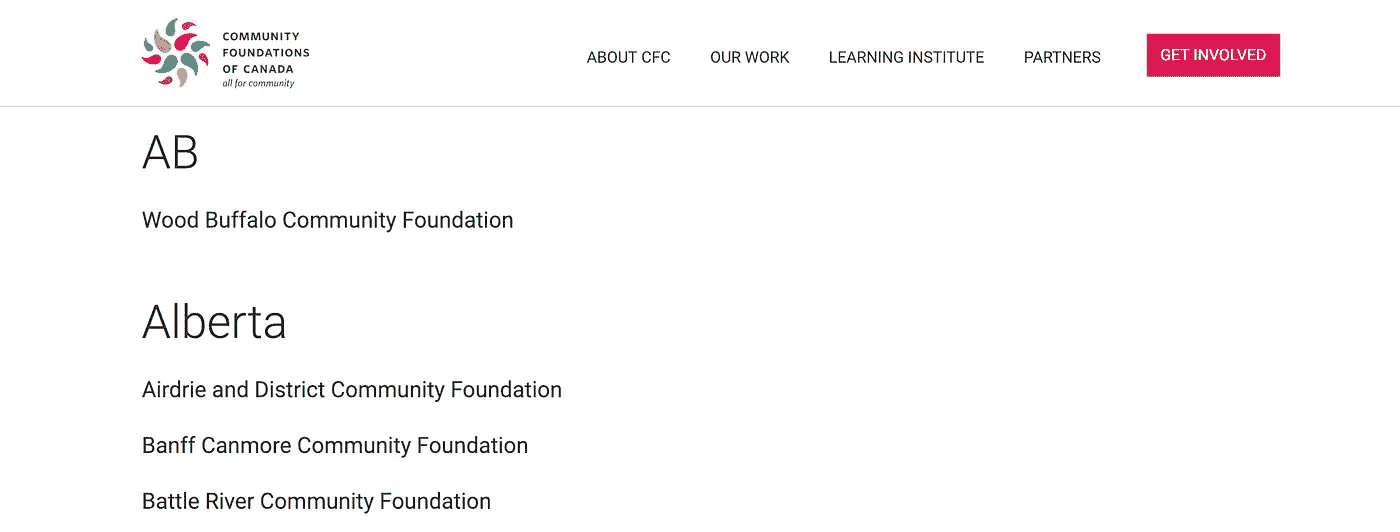 COMMUNITY
FOUNDATIONS
OF CANADA
all for community
ABOUT CFC
OUR WORK
LEARNING INSTITUTE
PARTNERS
GET INVOLVED
AB
Wood Buffalo Community Foundation
Alberta
Airdrie and District Community Foundation
Banff Canmore Community Foundation
Battle River Community Foundation